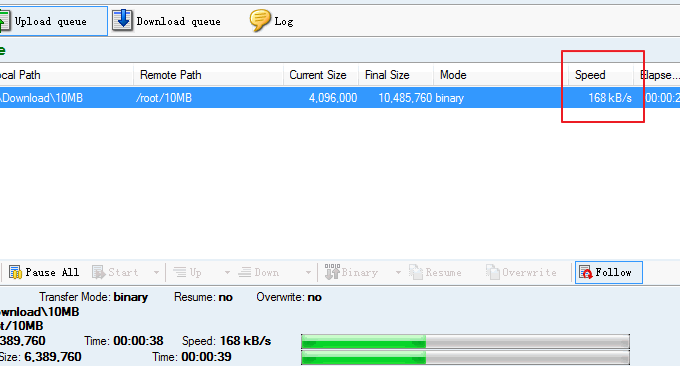 Upload queue Download queue Log
e
ocal Path Remote Path Current Size Final Size Mode Speed Elapse...
\Download\10MB /root/10MB 4,096,000 10,485,760 binary 168 kB/s 00:00:2
Pause All Start Up Down Binary Resume Overwrite Follow
Transfer Mode: binary Resume: no Overwrite: no
ownload\10MB
ot/10MB
389,760 Time: 00:00:38 Speed: 168 kB/s
Size: 6,389,760 Time: 00:00:39